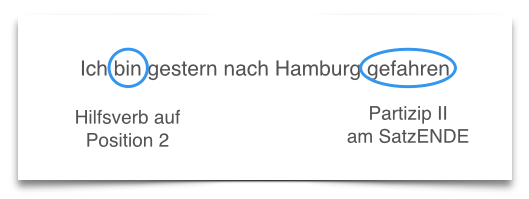 Ich bin gestern nach Hamburg gefahren
Hilfsverb auf
Position 2
Partizip II
am SatzENDE